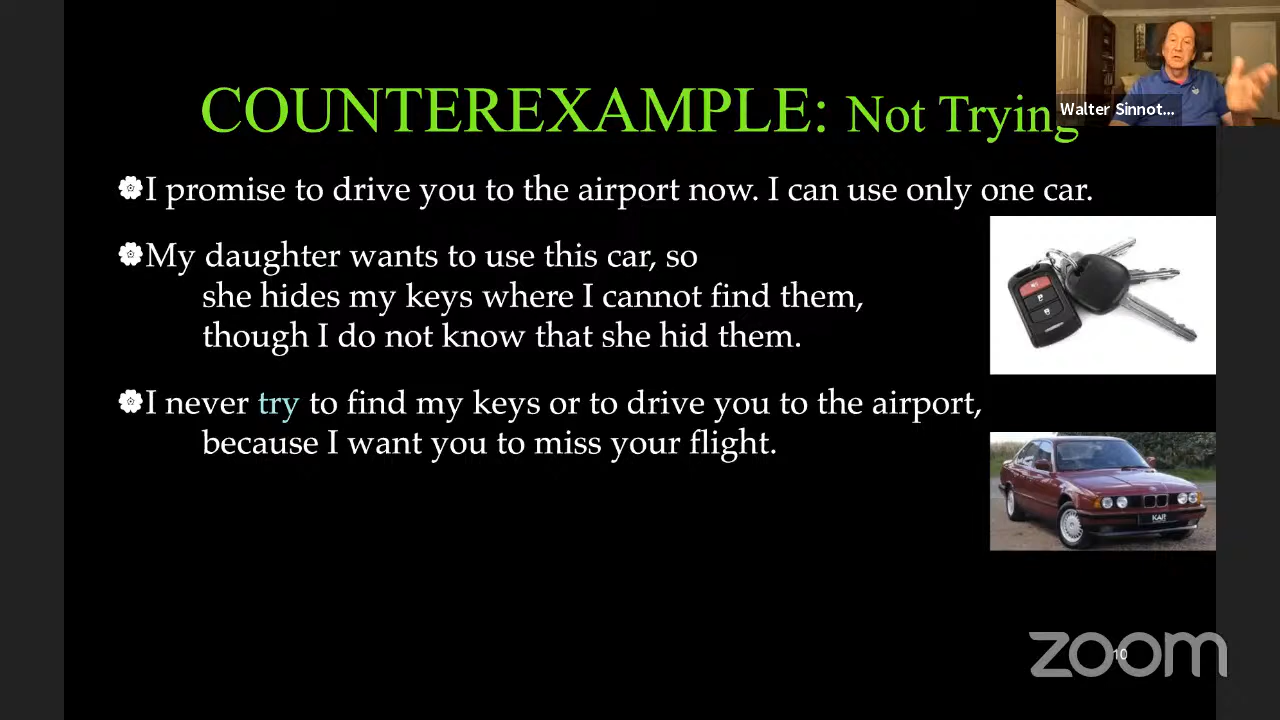 COUNTEREXAMPLE: Not Trying
Walter Sinnot...
I promise to drive you to the airport now. I can use only one car.
My daughter wants to use this car, so
she hides my keys where I cannot find them,
though I do not know that she hid them.
I never try to find my keys or to drive you to the airport,
because I want you to miss your flight.
KAR
zoom
10